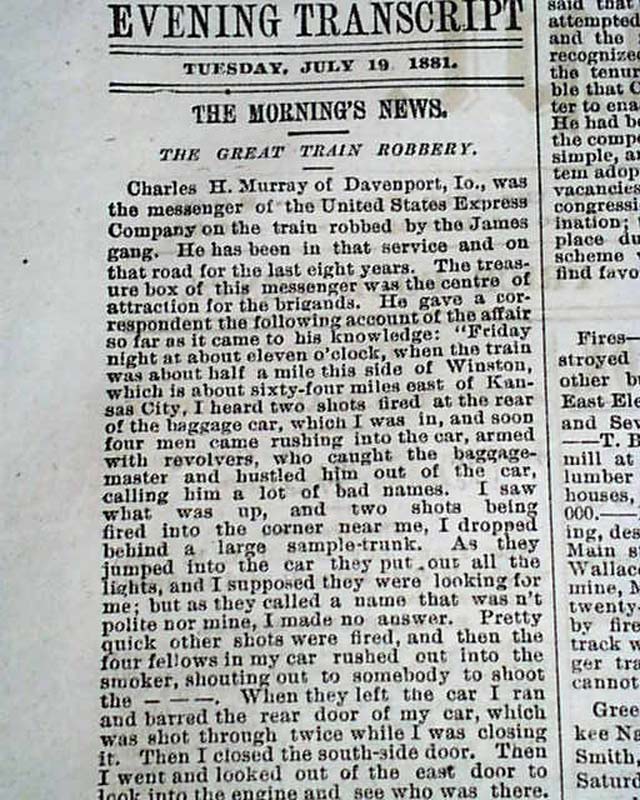 EVENING TRANSCRIPT
TUESDAY, JULY 19 1881.
THE MORNING'S NEWS.
THE GREAT TRAIN ROBBERY.
Charles H. Murray of Davenport, Io., was
the messenger of the United States Express
Company on the train robbed by the James
gang. He has been in that service and on
that road for the last eight years. The treas-
ure box of this messenger was the centre of
attraction for the brigands. He gave a cor-
respondent the following account of the affair
so far as it came to his knowledge: "Friday
night at about eleven o'clock, when the train
was about half a mile this side of Winston,
which is about sixty-four miles east of Kan-
sas City, I heard two shots fired at the rear
of the baggage car, which I was in, and soon
four men came rushing into the car, armed
with revolvers, who caught the baggage-
master and hustled him out of the car,
calling him a lot of bad names. I saw
what was up, and two shots being
fired into the corner near me, I dropped
behind a large sample-trunk. As they
jumped into the car they put out all the
lights, and I supposed they were looking for
me; but as they called a name that was n't
polite nor mine, I made no answer. Pretty
quick other shots were fired, and then the
four fellows in my car rushed out into the
smoker, shouting out to somebody to shoot
the — — —. When they left the car I ran
and barred the rear door of my car, which
was shot through twice while I was closing
it. Then I closed the south-side door. Then
I went and looked out of the east door to
look into the engine and see who was there.
said that
attempted
and the
recognized
the tenur
ble that C
ter to ena
He had be
the compe
simple, a
tem adop
vacancies
congressi
ination;
place du
scheme
find favo
Fires—
stroyed
other bu
East Ele
and Sev
—T. B
mill at
lumber
houses,
000.—
ing, des
Main s
Wallace
mine, M
twenty-
by fire
track w
ger tra
cannot
Gree
kee Na
Smith,
Saturd